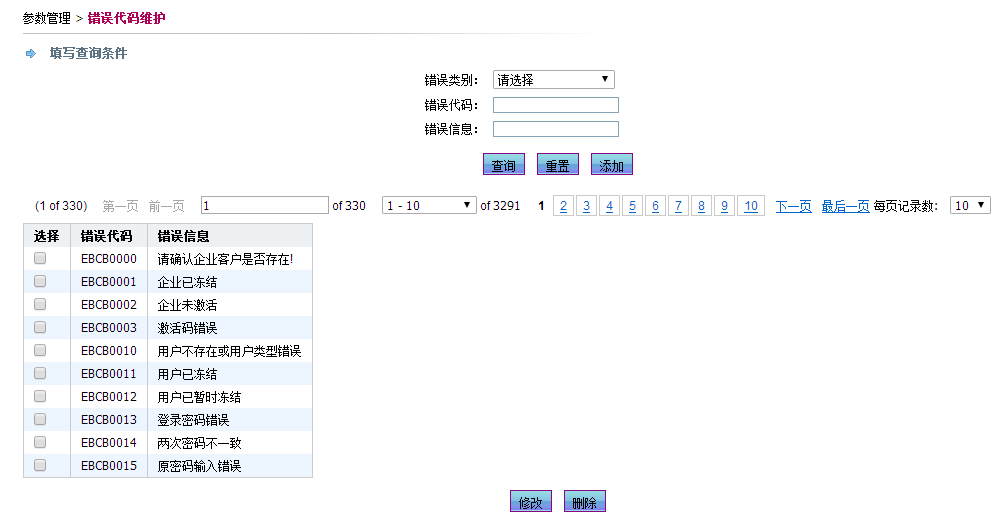 参数管理 > 错误代码维护
填写查询条件
错误类别： 请选择
错误代码：
错误信息：
查询 重置 添加
(1 of 330) 第一页 前一页 1 of 330 1 - 10 of 3291 1 2 3 4 5 6 7 8 9 10 下一页 最后一页 每页记录数: 10
选择 错误代码 错误信息
EBCB0000 请确认企业客户是否存在!
EBCB0001 企业已冻结
EBCB0002 企业未激活
EBCB0003 激活码错误
EBCB0010 用户不存在或用户类型错误
EBCB0011 用户已冻结
EBCB0012 用户已暂时冻结
EBCB0013 登录密码错误
EBCB0014 两次密码不一致
EBCB0015 原密码输入错误
修改 删除